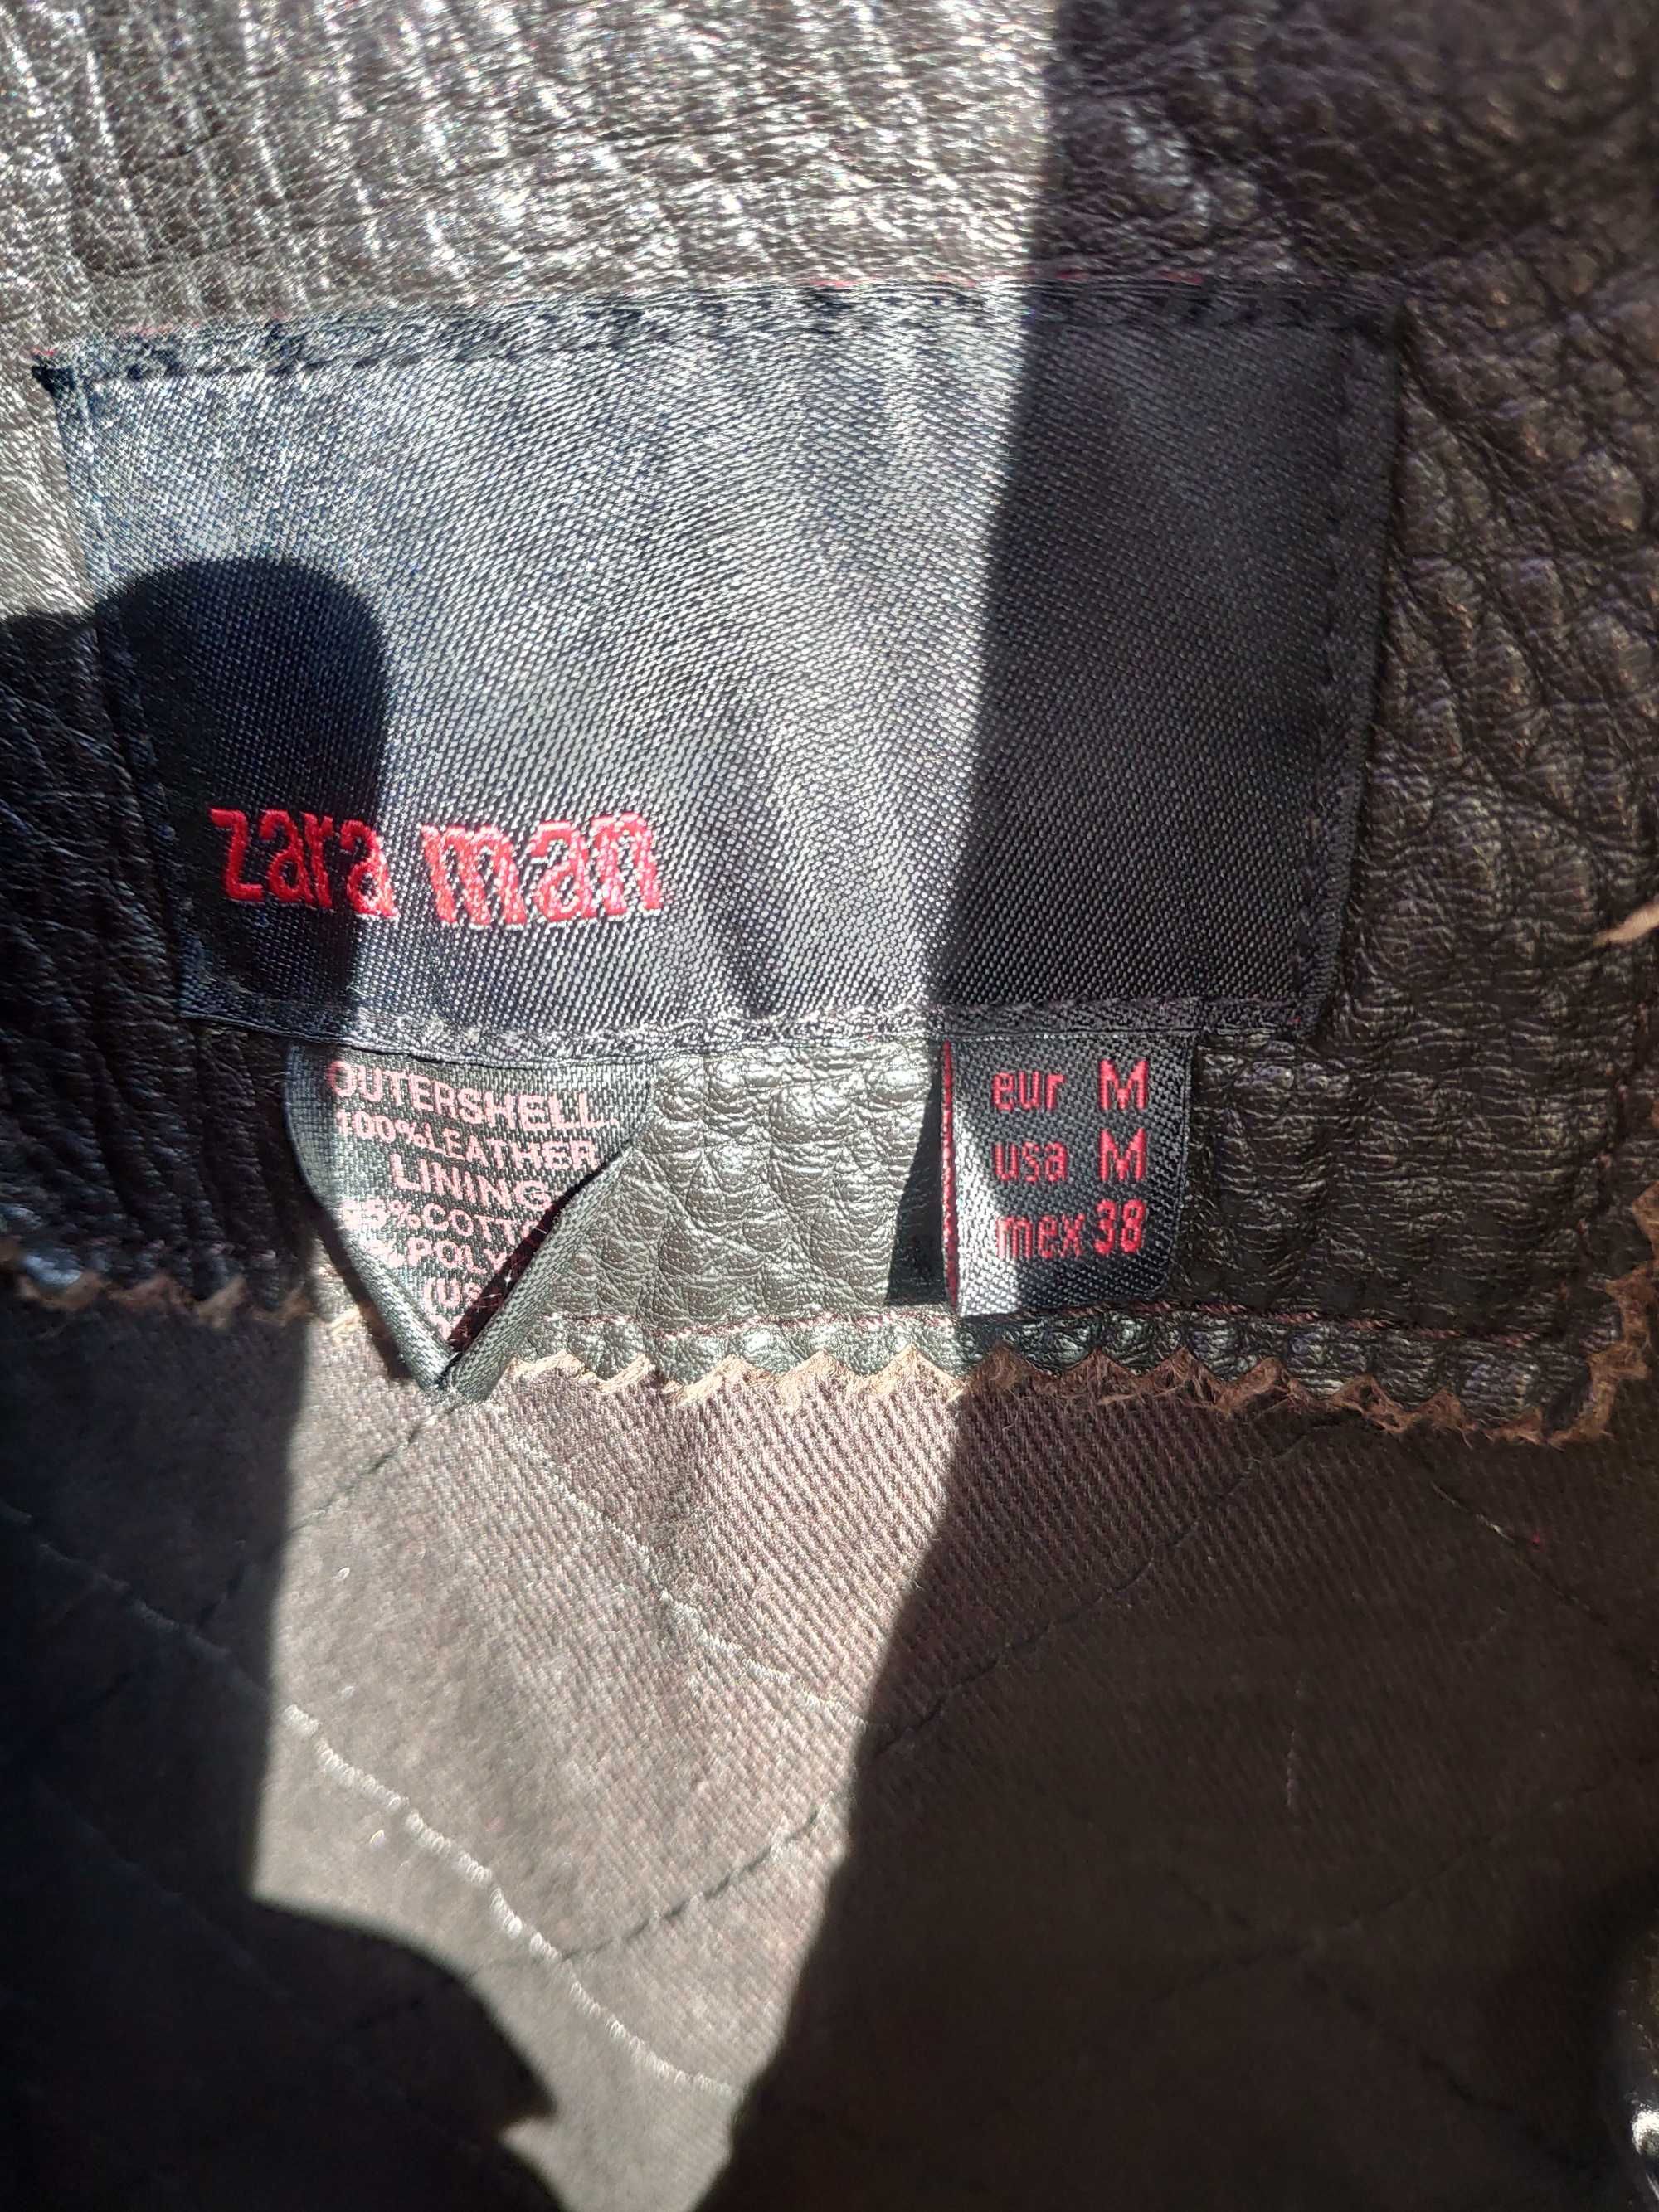 zara man
OUTERSHELL
100%LEATHER
LINING
eur M
usa M
mex 38